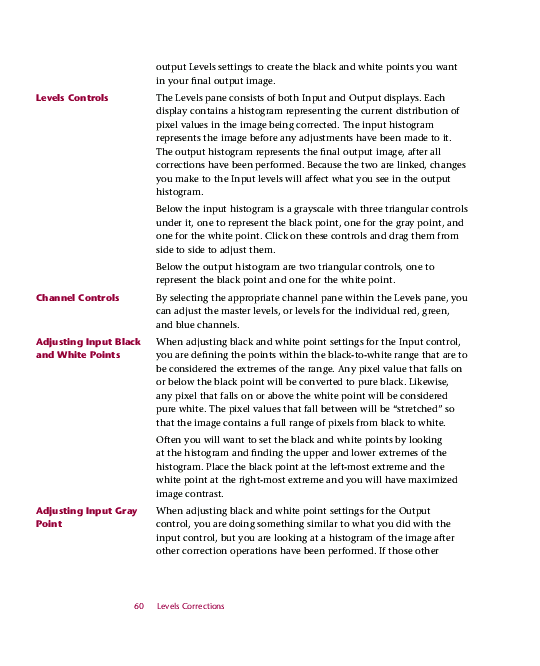 output Levels settings to create the black and white points you want
in your final output image.
Levels Controls
The Levels pane consists of both Input and Output displays. Each
display contains a histogram representing the current distribution of
pixel values in the image being corrected. The input histogram
represents the image before any adjustments have been made to it.
The output histogram represents the final output image, after all
corrections have been performed. Because the two are linked, changes
you make to the Input levels will affect what you see in the output
histogram.
Below the input histogram is a grayscale with three triangular controls
under it, one to represent the black point, one for the gray point, and
one for the white point. Click on these controls and drag them from
side to side to adjust them.
Below the output histogram are two triangular controls, one to
represent the black point and one for the white point.
Channel Controls
By selecting the appropriate channel pane within the Levels pane, you
can adjust the master levels, or levels for the individual red, green,
and blue channels.
Adjusting Input Black
and White Points
When adjusting black and white point settings for the Input control,
you are defining the points within the black-to-white range that are to
be considered the extremes of the range. Any pixel value that falls on
or below the black point will be converted to pure black. Likewise,
any pixel that falls on or above the white point will be considered
pure white. The pixel values that fall between will be “stretched” so
that the image contains a full range of pixels from black to white.
Often you will want to set the black and white points by looking
at the histogram and finding the upper and lower extremes of the
histogram. Place the black point at the left-most extreme and the
white point at the right-most extreme and you will have maximized
image contrast.
Adjusting Input Gray
Point
When adjusting black and white point settings for the Output
control, you are doing something similar to what you did with the
input control, but you are looking at a histogram of the image after
other correction operations have been performed. If those other
60 Levels Corrections